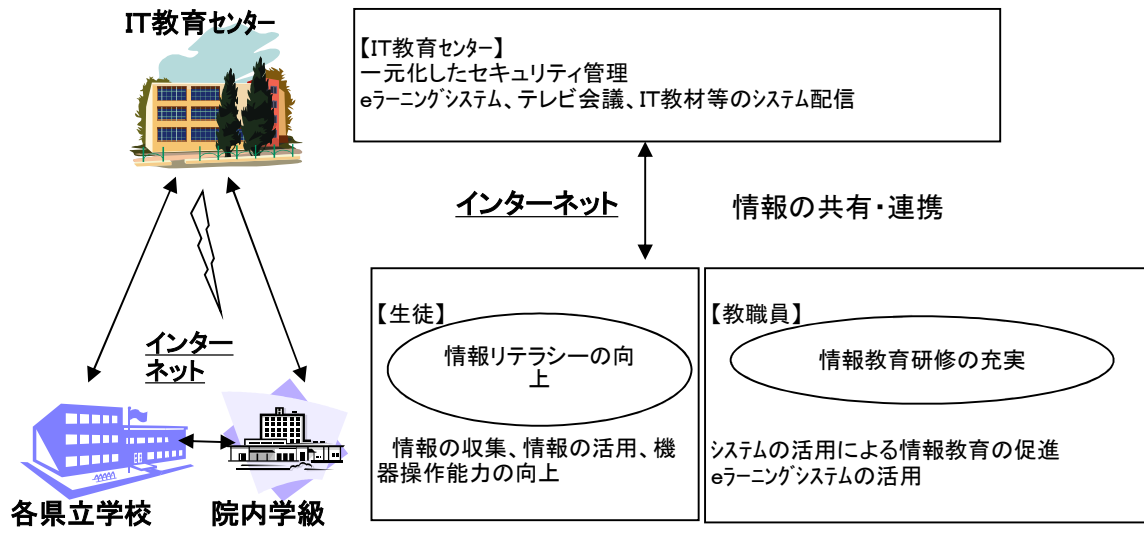 IT教育センター
【IT教育センター】
一元化したセキュリティ管理
eラーニングシステム、テレビ会議、IT教材等のシステム配信
インターネット
情報の共有・連携
インター
ネット
【生徒】
情報リテラシーの向
上
情報の収集、情報の活用、機
器操作能力の向上
【教職員】
情報教育研修の充実
システムの活用による情報教育の促進
eラーニングシステムの活用
各県立学校
院内学級